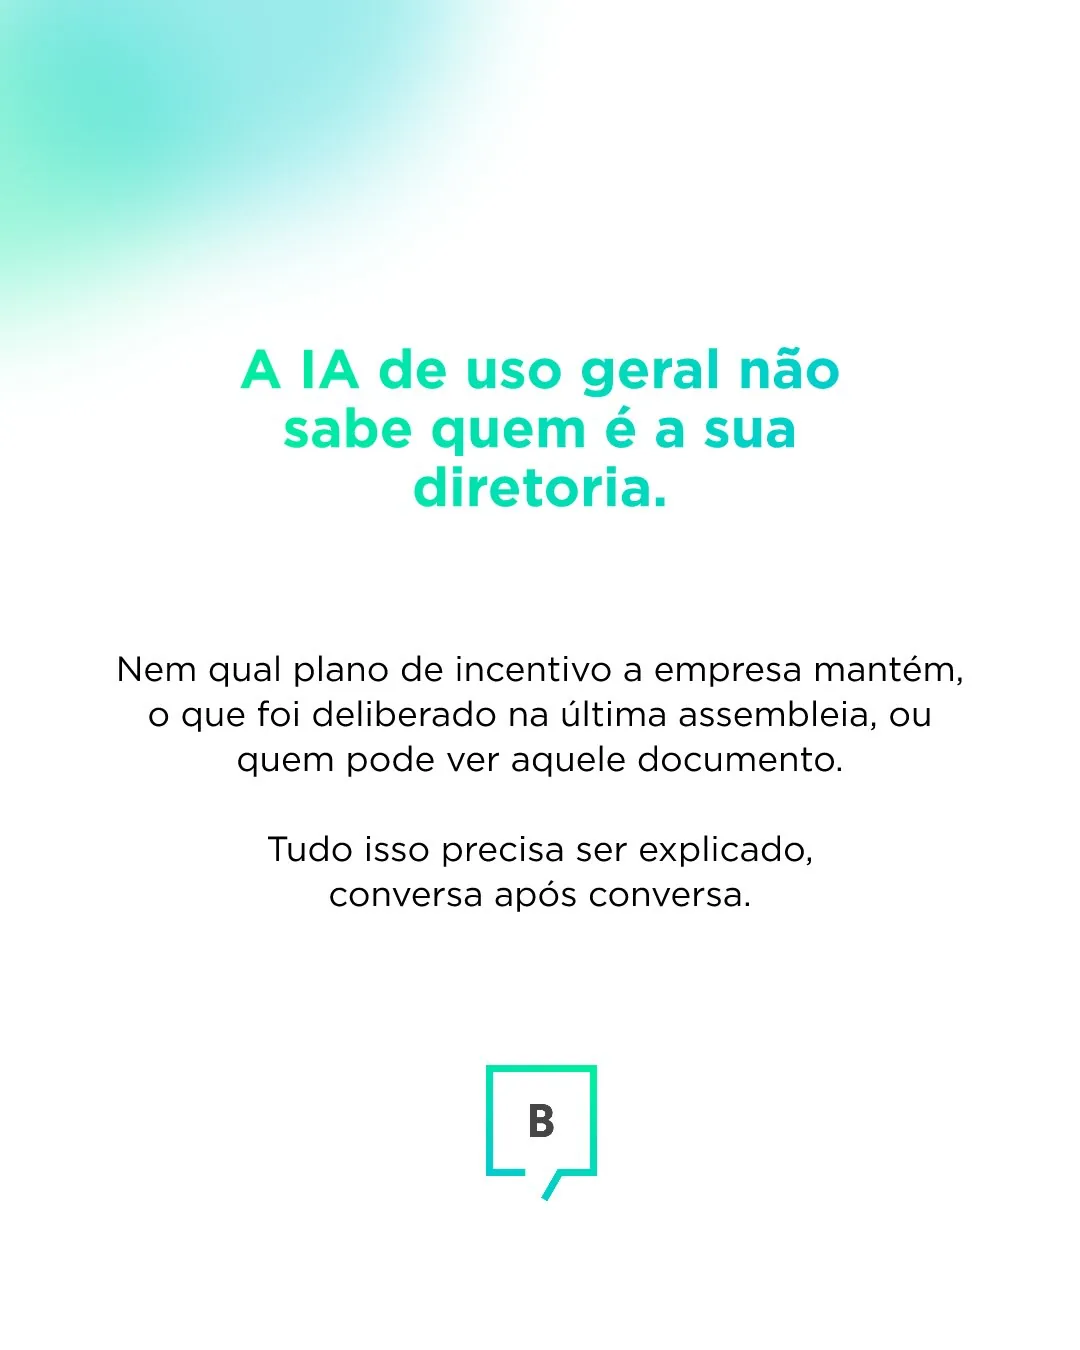 A IA de uso geral não
sabe quem é a sua
diretoria.
Nem qual plano de incentivo a empresa mantém,
o que foi deliberado na última assembleia, ou
quem pode ver aquele documento.
Tudo isso precisa ser explicado,
conversa após conversa.
B